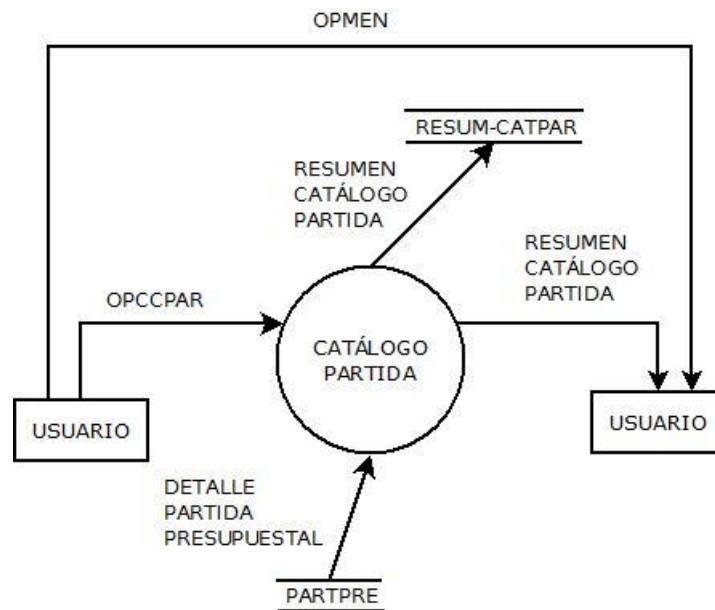 OPMEN
RESUM-CATPAR
RESUMEN
CATÁLOGO
PARTIDA
RESUMEN
CATÁLOGO
PARTIDA
OPCCPAR
CATÁLOGO
PARTIDA
USUARIO
USUARIO
DETALLE
PARTIDA
PRESUPUESTAL
PARTPRE